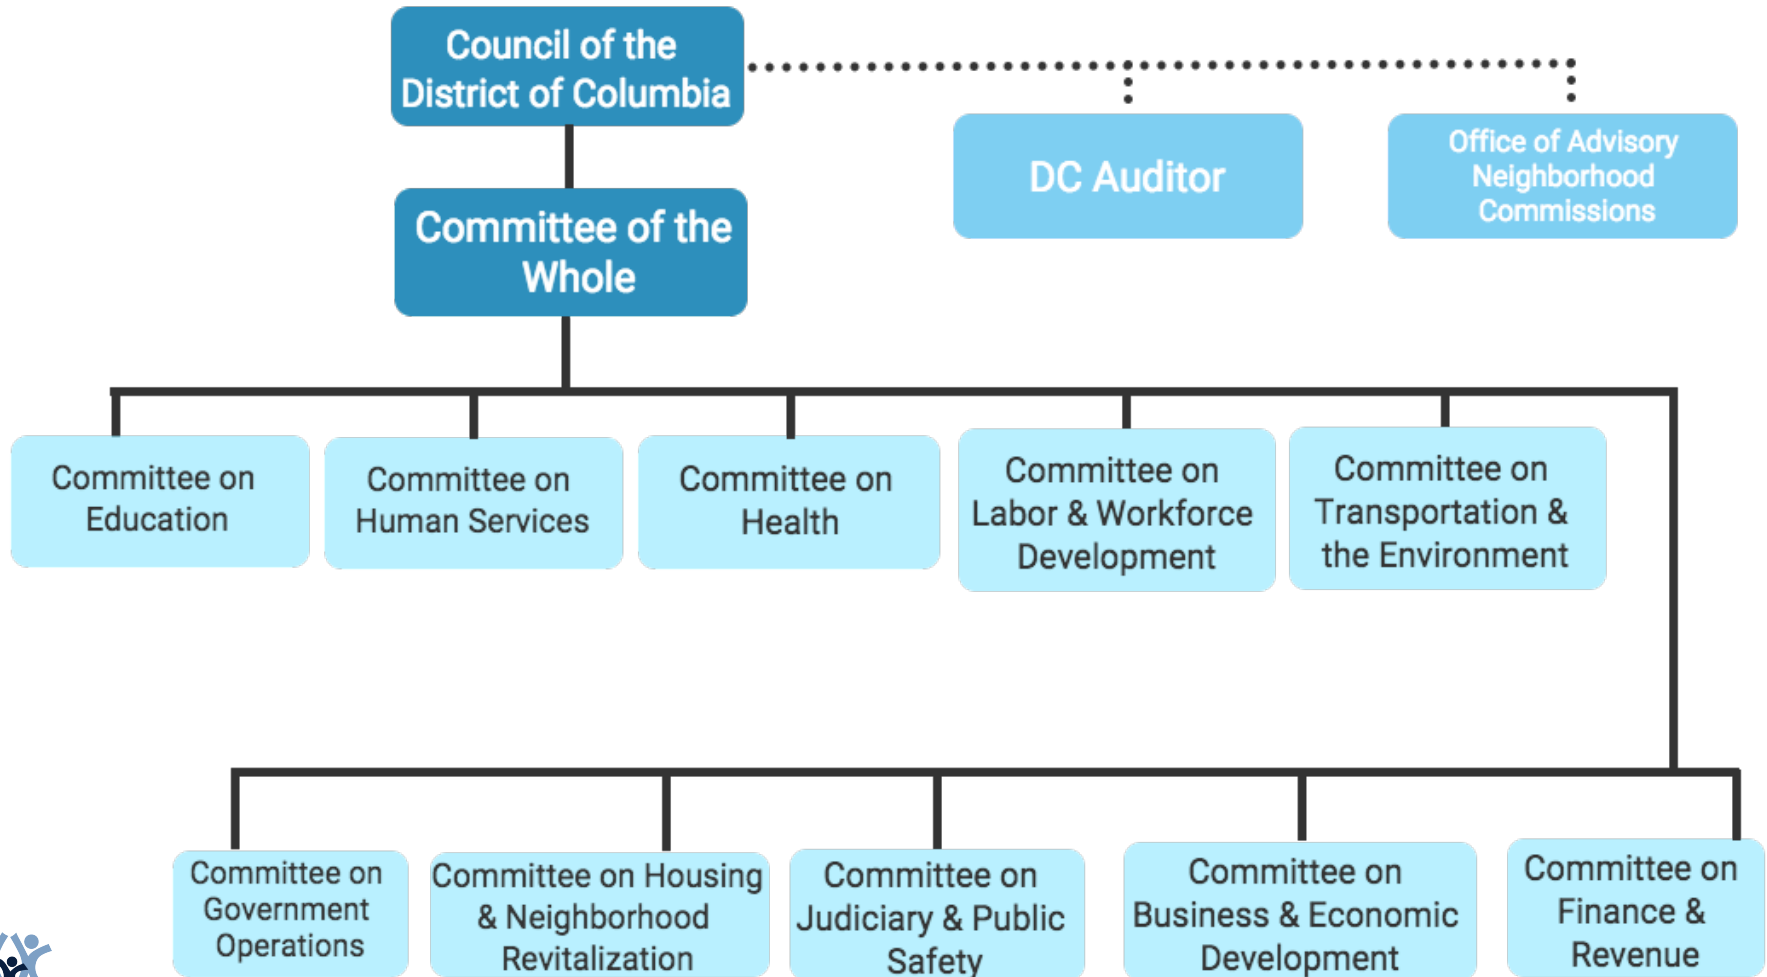 Council of the
District of Columbia
DC Auditor
Office of Advisory
Neighborhood
Commissions
Committee of the
Whole
Committee on
Education
Committee on
Human Services
Committee on
Health
Committee on
Labor & Workforce
Development
Committee on
Transportation &
the Environment
Committee on
Government
Operations
Committee on Housing
& Neighborhood
Revitalization
Committee on
Judiciary & Public
Safety
Committee on
Business & Economic
Development
Committee on
Finance &
Revenue